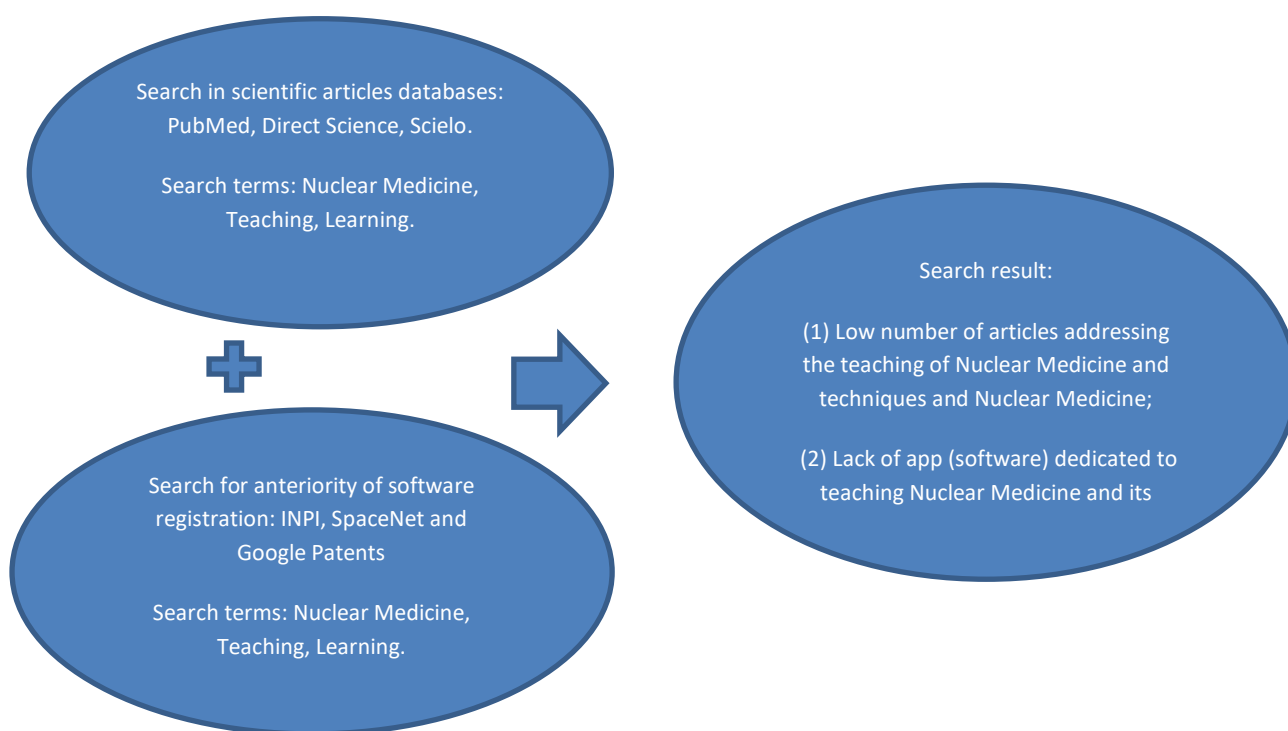 Search in scientific articles databases:
PubMed, Direct Science, Scielo.
Search terms: Nuclear Medicine,
Teaching, Learning.
Search for anteriority of software
registration: INPI, SpaceNet and
Google Patents
Search terms: Nuclear Medicine,
Teaching, Learning.
Search result:
(1) Low number of articles addressing
the teaching of Nuclear Medicine and
techniques and Nuclear Medicine;
(2) Lack of app (software) dedicated to
teaching Nuclear Medicine and its